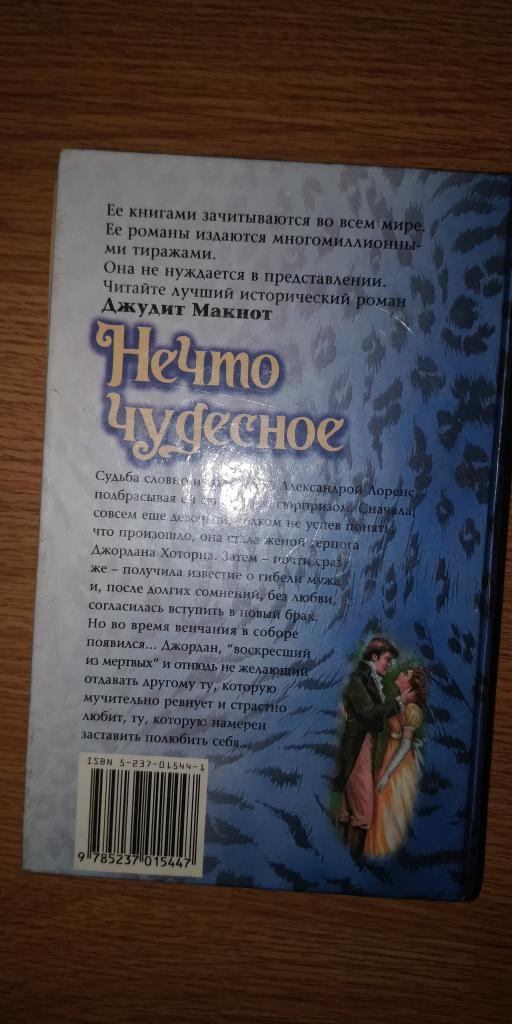 Ее книгами зачитываются во всем мире.
Ее романы издаются многомиллионны-
ми тиражами.
Она не нуждается в представлении.
Читайте лучший исторический роман
Джудит Макнот
Нечто
чудесное
Судьба словно Александрой Лоренс,
подбрасывая ей сюрпризом. Сначала,
совсем еще не успев понять,
что произошло, она стала женой герцога
Джордана Хоторна. Затем – почти сразу
же – получила известие о гибели мужа
и, после долгих сомнений, без любви,
согласилась вступить в новый брак.
Но во время венчания в соборе
появился... Джордан, "воскресший
из мертвых" и отнюдь не желающий
отдавать другому ту, которую
мучительно ревнует и страстно
любит, ту, которую намерен
заставить полюбить себя...
ISBN 5-237-01544-1
9 785237 015447